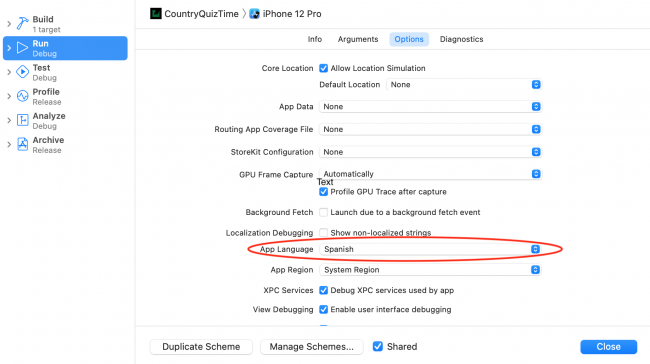 CountryQuizTime
iPhone 12 Pro
Build
1 target
Run
Debug
Test
Debug
Profile
Release
Analyze
Debug
Archive
Release
Info
Arguments
Options
Diagnostics
Core Location
Allow Location Simulation
Default Location
None
App Data
None
Routing App Coverage File
None
StoreKit Configuration
None
GPU Frame Capture
Automatically
Text
Profile GPU Trace after capture
Background Fetch
Launch due to a background fetch event
Localization Debugging
Show non-localized strings
App Language
Spanish
App Region
System Region
XPC Services
Debug XPC services used by app
View Debugging
Enable user interface debugging
Duplicate Scheme
Manage Schemes...
Shared
Close